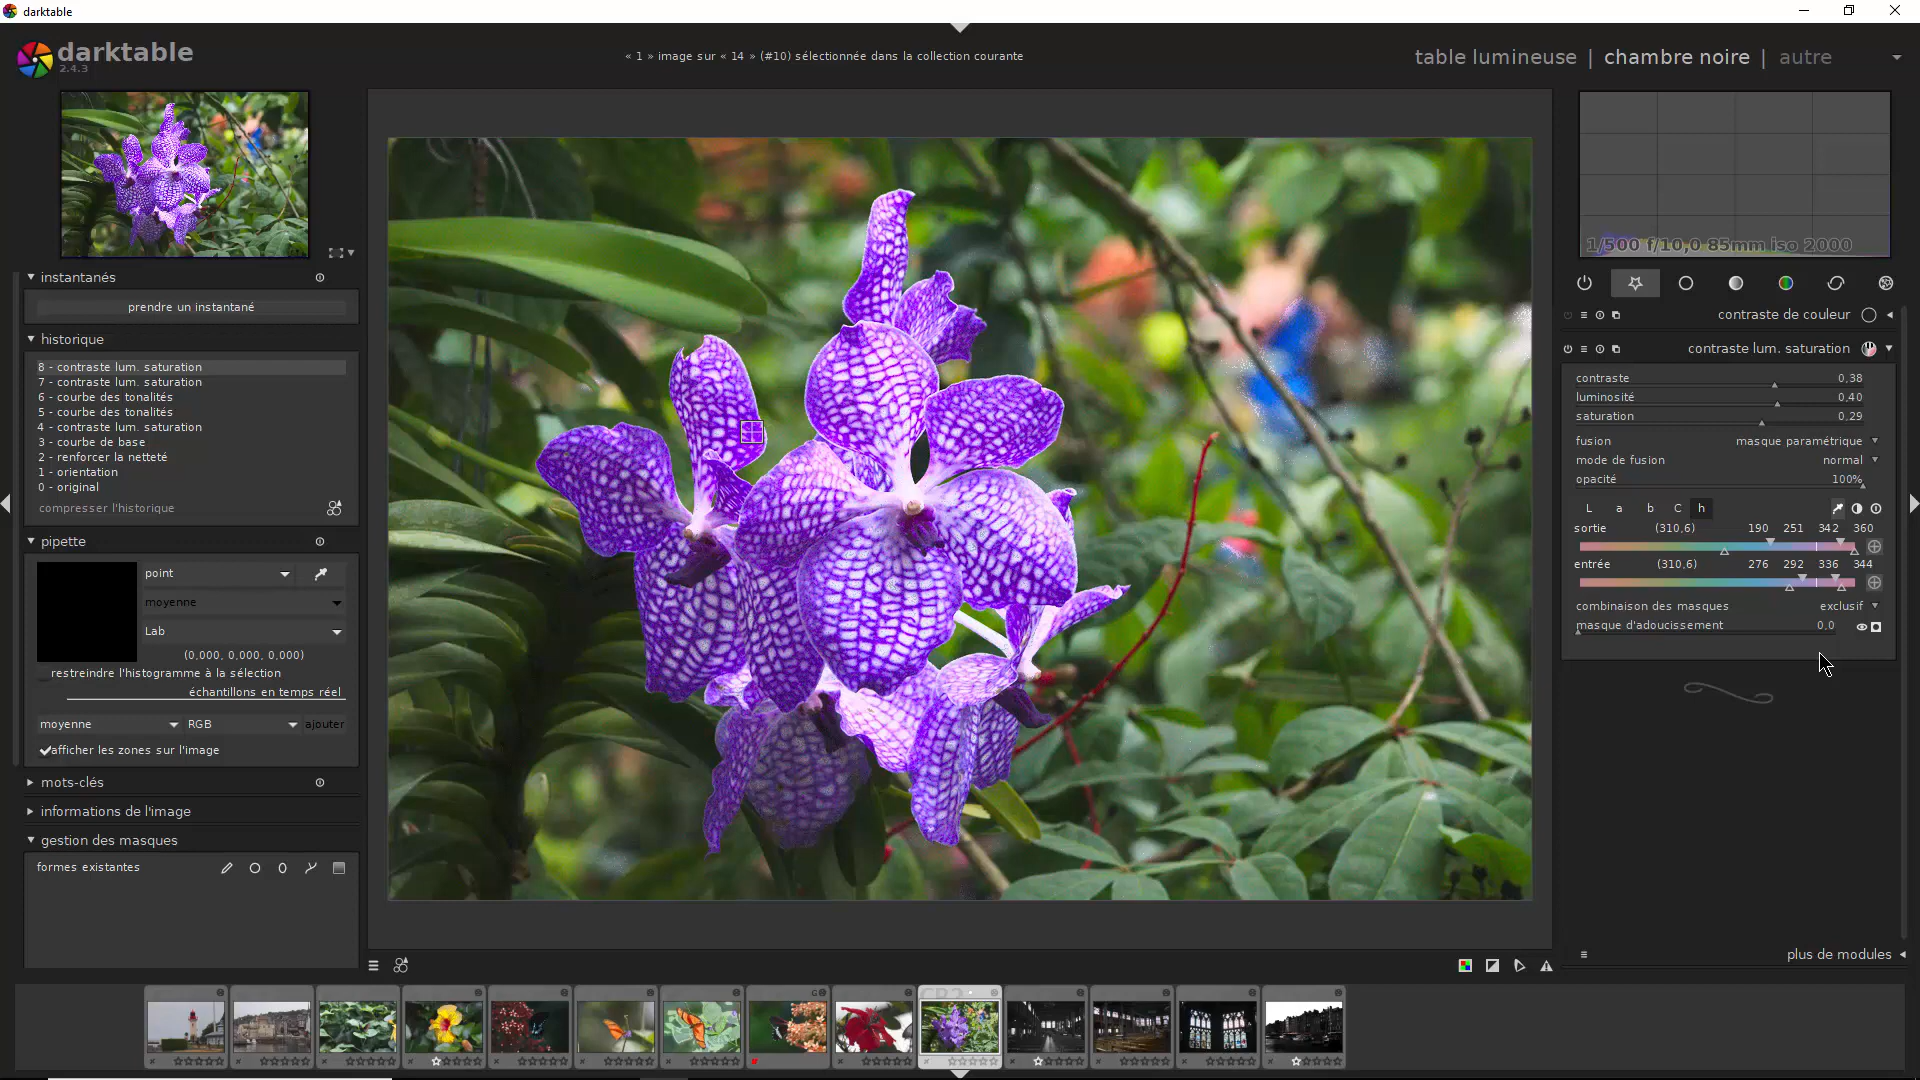 darktable
darktable
2.4.3
« 1 » image sur « 14 » (#10) sélectionnée dans la collection courante
table lumineuse | chambre noire | autre
1/500 f/10,0 85mm iso 2000
instantanés
prendre un instantané
historique
8 - contraste lum. saturation
7 - contraste lum. saturation
6 - courbe des tonalités
5 - courbe des tonalités
4 - contraste lum. saturation
3 - courbe de base
2 - renforcer la netteté
1 - orientation
0 - original
compresser l'historique
pipette
point
moyenne
Lab
(0,000, 0,000, 0,000)
restreindre l'histogramme à la sélection
échantillons en temps réel
moyenne RGB ajouter
afficher les zones sur l'image
mots-clés
informations de l'image
gestion des masques
formes existantes
contraste de couleur
contraste lum. saturation
contraste 0,38
luminosité 0,40
saturation 0,29
fusion masque paramétrique
mode de fusion normal
opacité 100%
L a b C h
sortie (310,6) 190 251 342 360
entrée (310,6) 276 292 336 344
combinaison des masques exclusif
masque d'adoucissement 0,0
plus de modules
CR2